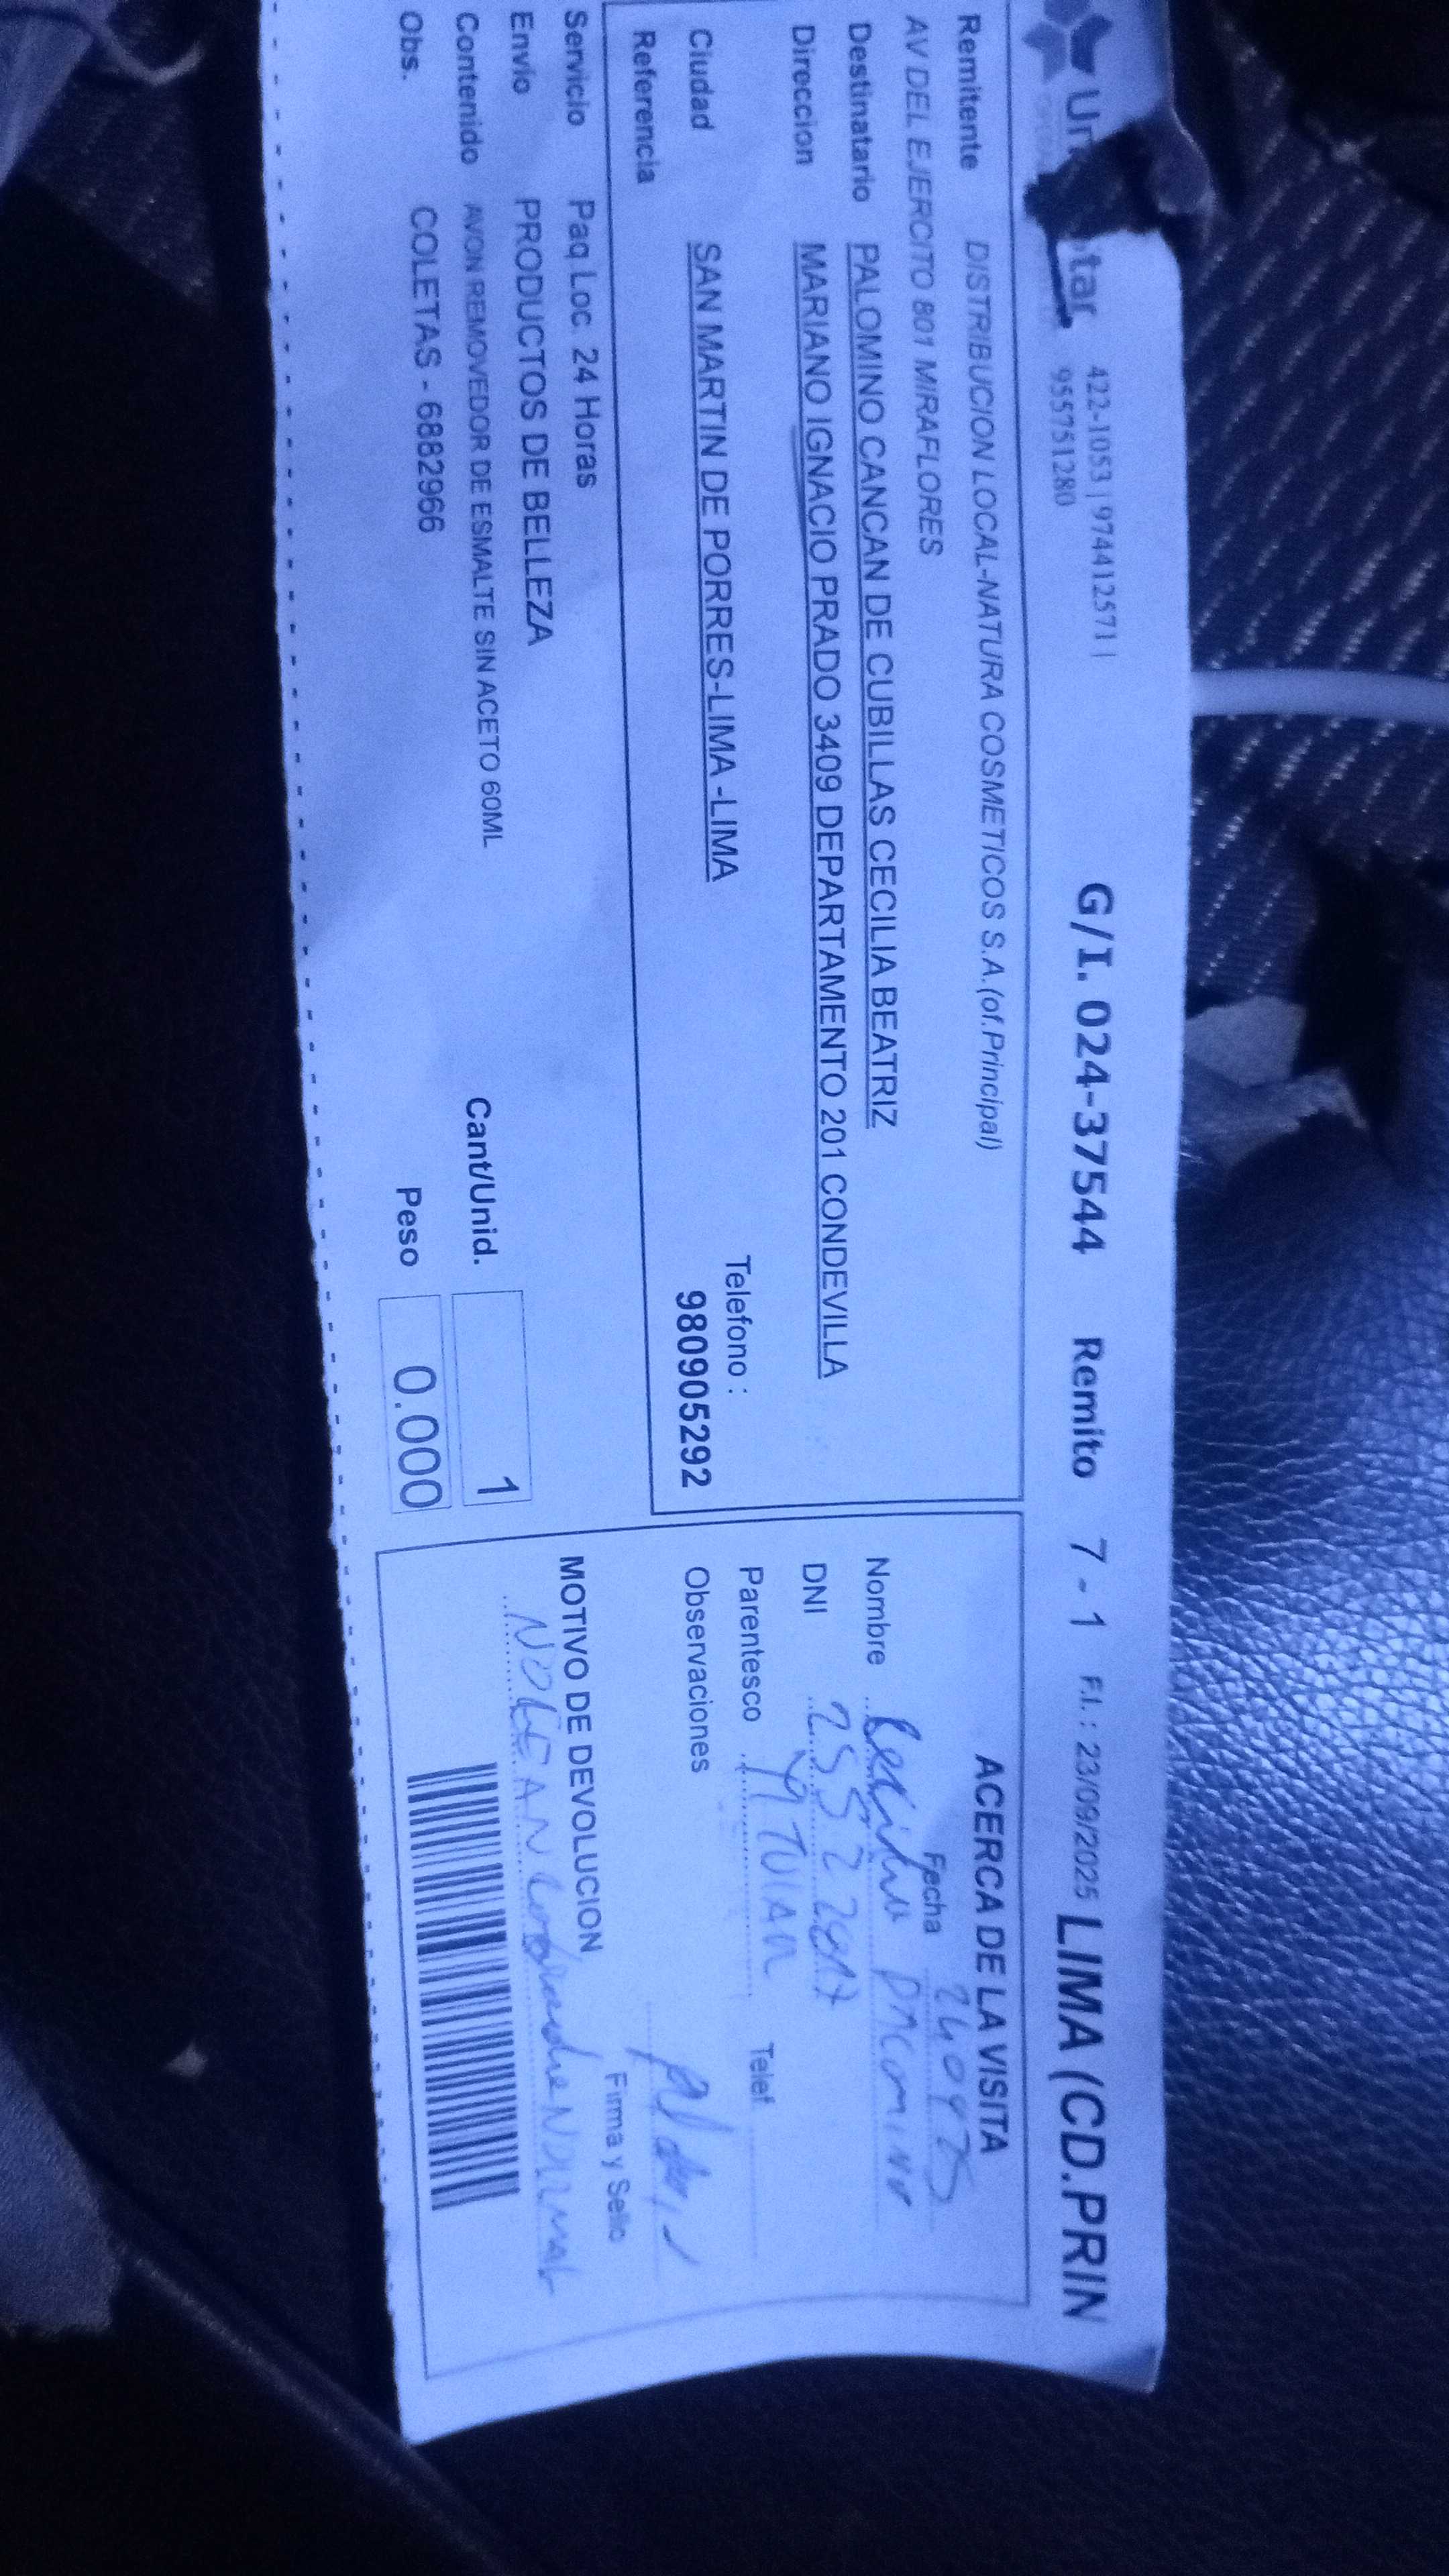 422-1053 | 974412571 |
955751280
G/I. 024-37544 Remito 7 - 1 F.I. : 23/09/2025 LIMA (CD.PRIN
Remitente DISTRIBUCION LOCAL-NATURA COSMETICOS S.A.(of.Principal)
AV DEL EJERCITO 801 MIRAFLORES
Destinatario PALOMINO CANCAN DE CUBILLAS CECILIA BEATRIZ
Direccion MARIANO IGNACIO PRADO 3409 DEPARTAMENTO 201 CONDEVILLA
Ciudad SAN MARTIN DE PORRES-LIMA -LIMA
Telefono :
980905292
Referencia
Servicio Paq Loc. 24 Horas
Envío PRODUCTOS DE BELLEZA
Contenido AVON REMOVEDOR DE ESMALTE SIN ACETO 60ML
Cant/Unid. 1
Obs. COLETAS - 6882966
Peso 0.000
ACERCA DE LA VISITA
Fecha
Nombre
DNI
Parentesco Telef.
Observaciones
Firma y Sello
MOTIVO DE DEVOLUCION